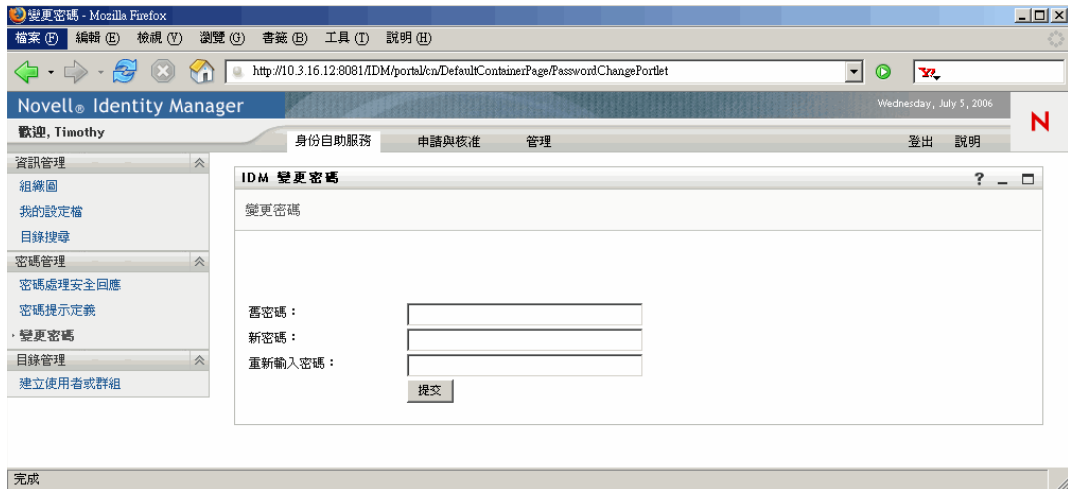 變更密碼 - Mozilla Firefox
檔案(F) 編輯(E) 檢視(V) 瀏覽(G) 書籤(B) 工具(T) 說明(H)
http://10.3.16.12:8081/IDM/portal/cn/DefaultContainerPage/PasswordChangePortlet
Novell® Identity Manager
Wednesday, July 5, 2006
N
歡迎, Timothy
身份自助服務 申請與核准 管理 登出 說明
資訊管理
組織圖
我的設定檔
目錄搜尋
密碼管理
密碼處理安全回應
密碼提示定義
變更密碼
目錄管理
建立使用者或群組
IDM 變更密碼
?
變更密碼
舊密碼：
新密碼：
重新輸入密碼：
提交
完成